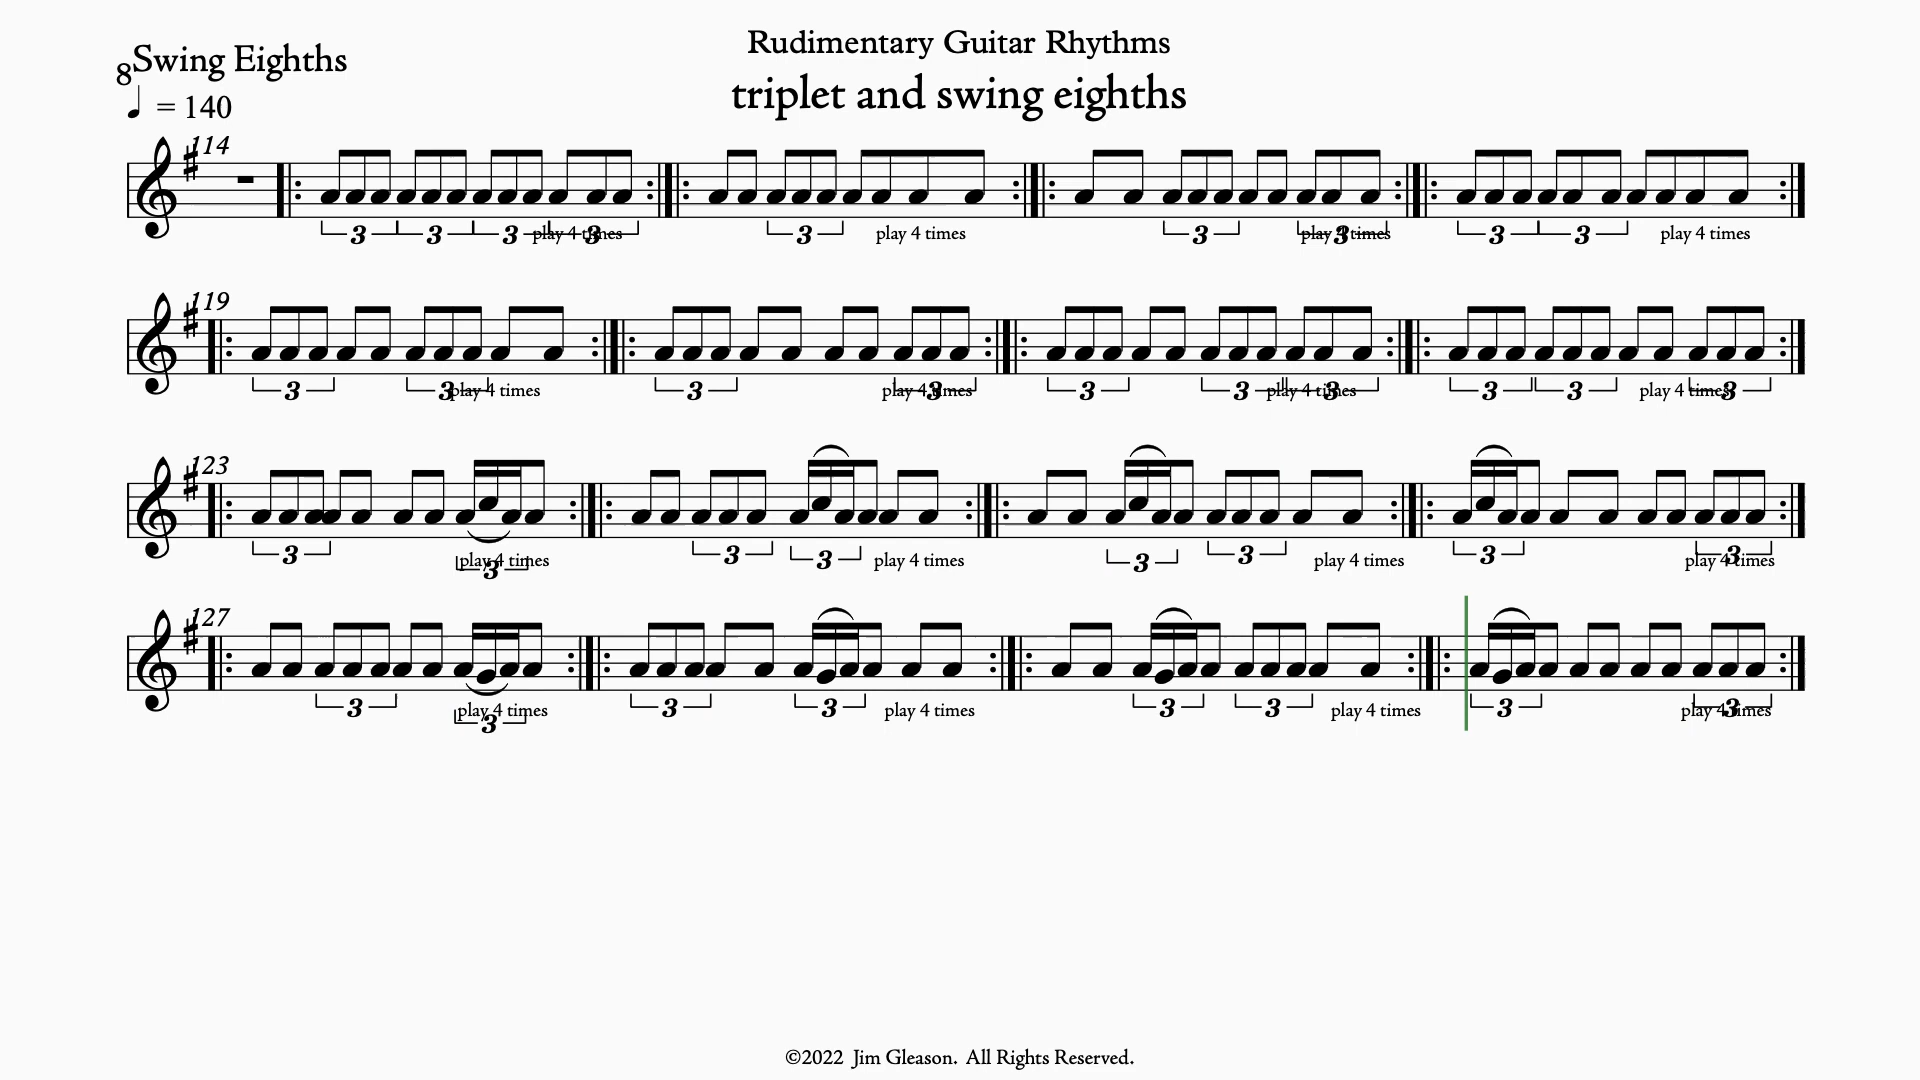 Rudimentary Guitar Rhythms
triplet and swing eighths
8
Swing Eighths
♩ = 140
114
3 3 3 3 3 3 3 3 3
play 4 times play 4 times play 4 times play 4 times
119
3 3 3 3 3 3 3 3 3
play 4 times play 4 times play 4 times play 4 times
123
3 3 3 3 3 3 3 3
play 4 times play 4 times play 4 times play 4 times
127
3 3 3 3 3 3 3 3
play 4 times play 4 times play 4 times play 4 times
©2022 Jim Gleason. All Rights Reserved.